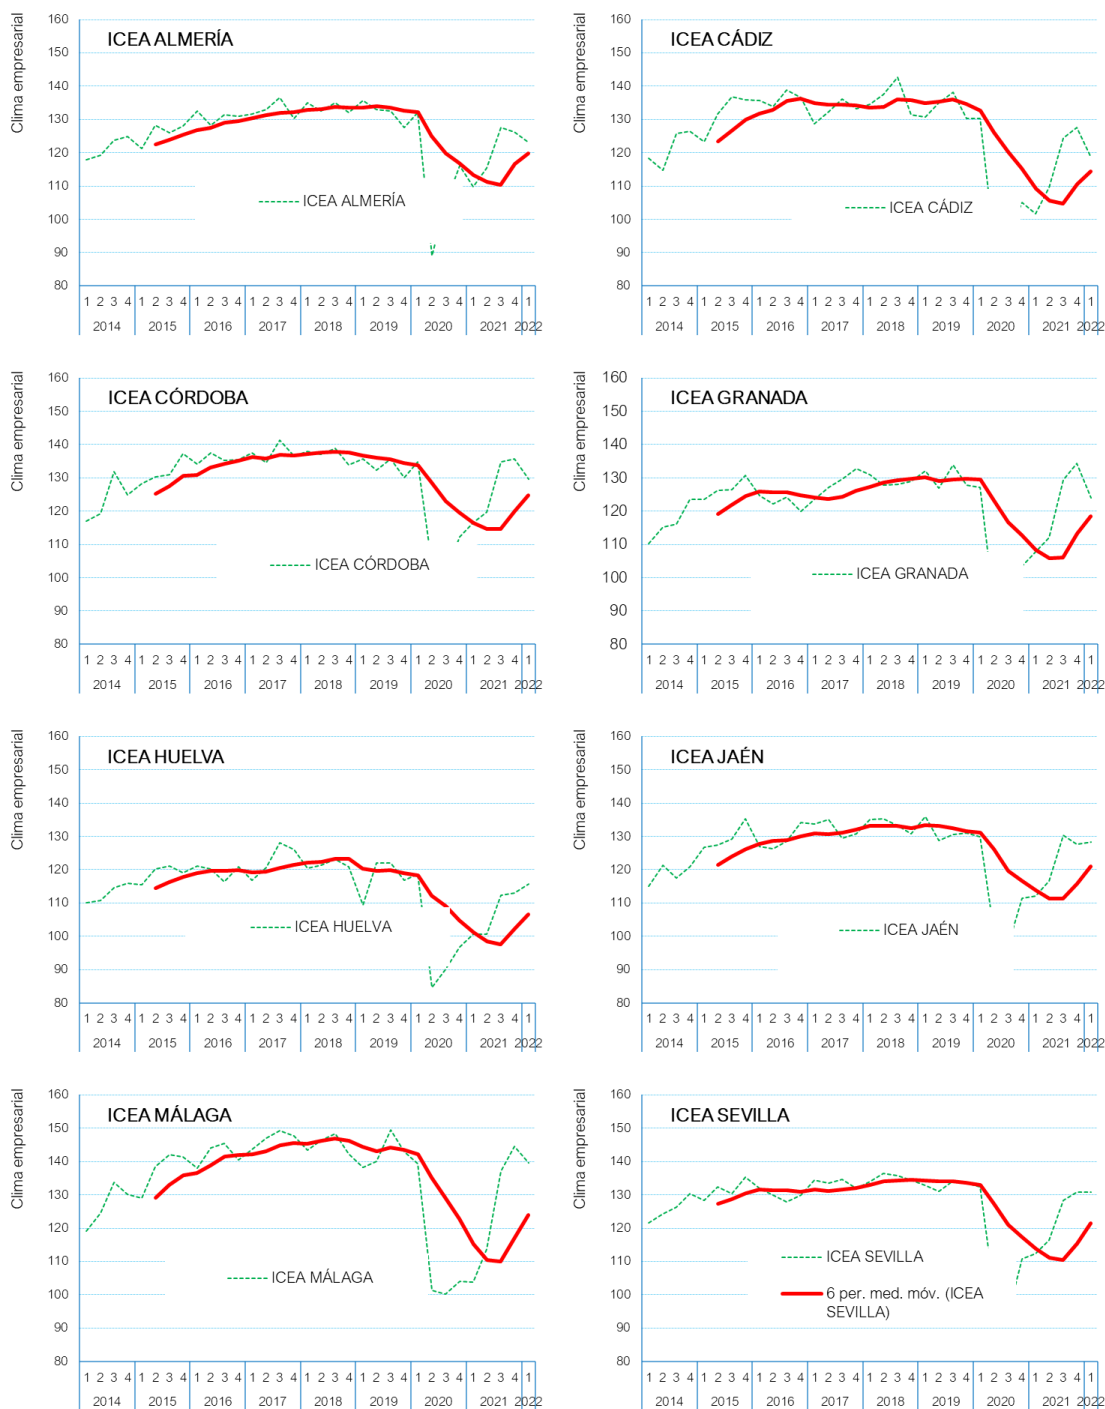 Clima empresarial
ICEA ALMERÍA
160
150
140
130
120
110
100
90
80
ICEA ALMERÍA
1 2 3 4 1 2 3 4 1 2 3 4 1 2 3 4 1 2 3 4 1 2 3 4 1 2 3 4 1 2 3 4 1
2014 2015 2016 2017 2018 2019 2020 2021 2022
Clima empresarial
ICEA CÁDIZ
160
150
140
130
120
110
100
90
80
ICEA CÁDIZ
1 2 3 4 1 2 3 4 1 2 3 4 1 2 3 4 1 2 3 4 1 2 3 4 1 2 3 4 1 2 3 4 1
2014 2015 2016 2017 2018 2019 2020 2021 2022
Clima empresarial
ICEA CÓRDOBA
160
150
140
130
120
110
100
90
80
ICEA CÓRDOBA
1 2 3 4 1 2 3 4 1 2 3 4 1 2 3 4 1 2 3 4 1 2 3 4 1 2 3 4 1 2 3 4 1
2014 2015 2016 2017 2018 2019 2020 2021 2022
Clima empresarial
ICEA GRANADA
160
150
140
130
120
110
100
90
80
ICEA GRANADA
1 2 3 4 1 2 3 4 1 2 3 4 1 2 3 4 1 2 3 4 1 2 3 4 1 2 3 4 1 2 3 4 1
2014 2015 2016 2017 2018 2019 2020 2021 2022
Clima empresarial
ICEA HUELVA
160
150
140
130
120
110
100
90
80
ICEA HUELVA
1 2 3 4 1 2 3 4 1 2 3 4 1 2 3 4 1 2 3 4 1 2 3 4 1 2 3 4 1 2 3 4 1
2014 2015 2016 2017 2018 2019 2020 2021 2022
Clima empresarial
ICEA JAÉN
160
150
140
130
120
110
100
90
80
ICEA JAÉN
1 2 3 4 1 2 3 4 1 2 3 4 1 2 3 4 1 2 3 4 1 2 3 4 1 2 3 4 1 2 3 4 1
2014 2015 2016 2017 2018 2019 2020 2021 2022
Clima empresarial
ICEA MÁLAGA
160
150
140
130
120
110
100
90
80
ICEA MÁLAGA
1 2 3 4 1 2 3 4 1 2 3 4 1 2 3 4 1 2 3 4 1 2 3 4 1 2 3 4 1 2 3 4 1
2014 2015 2016 2017 2018 2019 2020 2021 2022
Clima empresarial
ICEA SEVILLA
160
150
140
130
120
110
100
90
80
ICEA SEVILLA
6 per. med. móv. (ICEA
SEVILLA)
1 2 3 4 1 2 3 4 1 2 3 4 1 2 3 4 1 2 3 4 1 2 3 4 1 2 3 4 1 2 3 4 1
2014 2015 2016 2017 2018 2019 2020 2021 2022